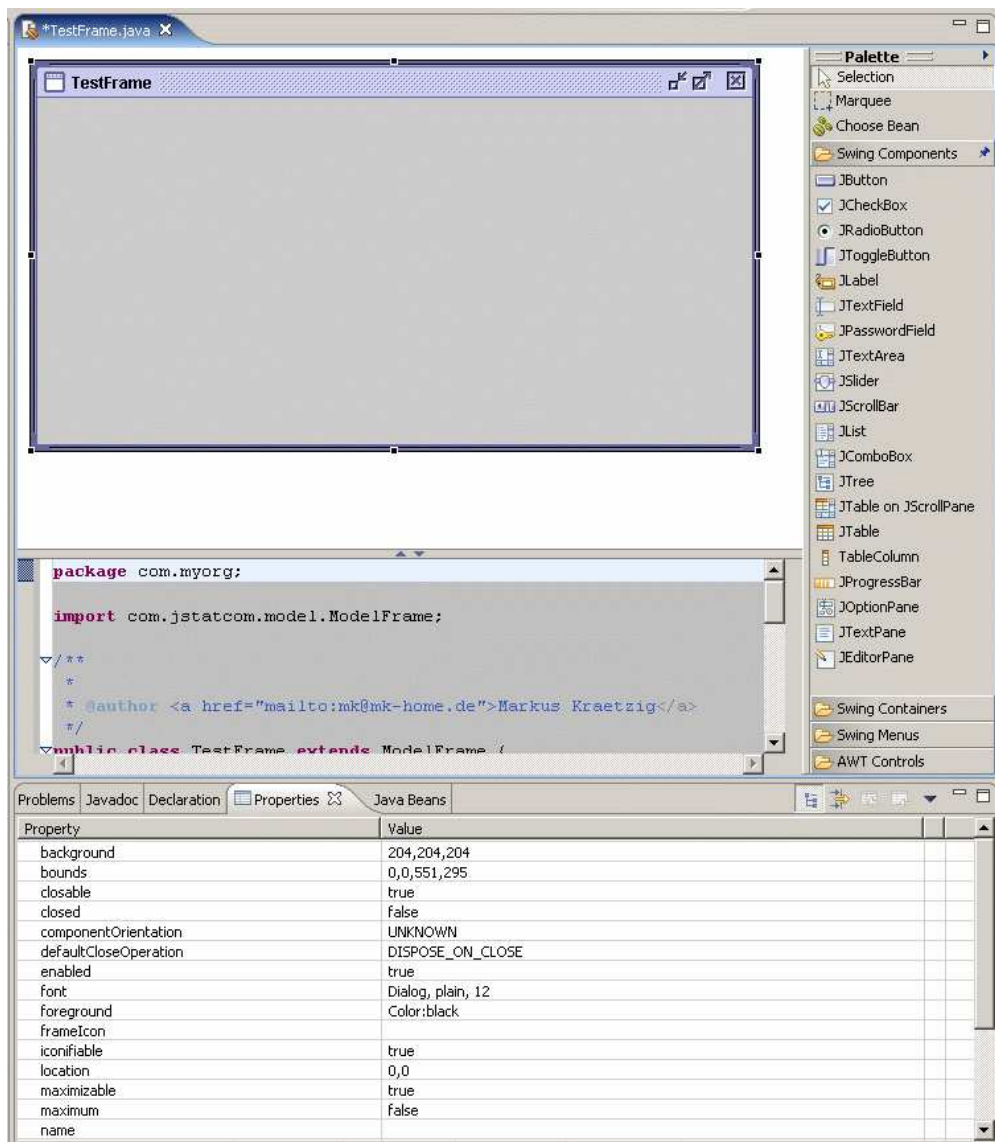 *TestFrame.java
TestFrame
Palette
Selection
Marquee
Choose Bean
Swing Components
JButton
JCheckBox
JRadioButton
JToggleButton
JLabel
JTextField
JPasswordField
JTextArea
JSlider
JScrollBar
JList
JComboBox
JTree
JTable on JScrollPane
JTable
TableColumn
JProgressBar
JOptionPane
JTextPane
JEditorPane
Swing Containers
Swing Menus
AWT Controls
package com.myorg;
import com.jstatcom.model.ModelFrame;
/**
*
* @author <a href="mailto:mk@mk-home.de">Markus Kraetzig</a>
*/
public class TestFrame extends ModelFrame {
Problems Javadoc Declaration Properties Java Beans
Property Value
background 204,204,204
bounds 0,0,551,295
closable true
closed false
componentOrientation UNKNOWN
defaultCloseOperation DISPOSE_ON_CLOSE
enabled true
font Dialog, plain, 12
foreground Color:black
frameIcon
iconifiable true
location 0,0
maximizable true
maximum false
name